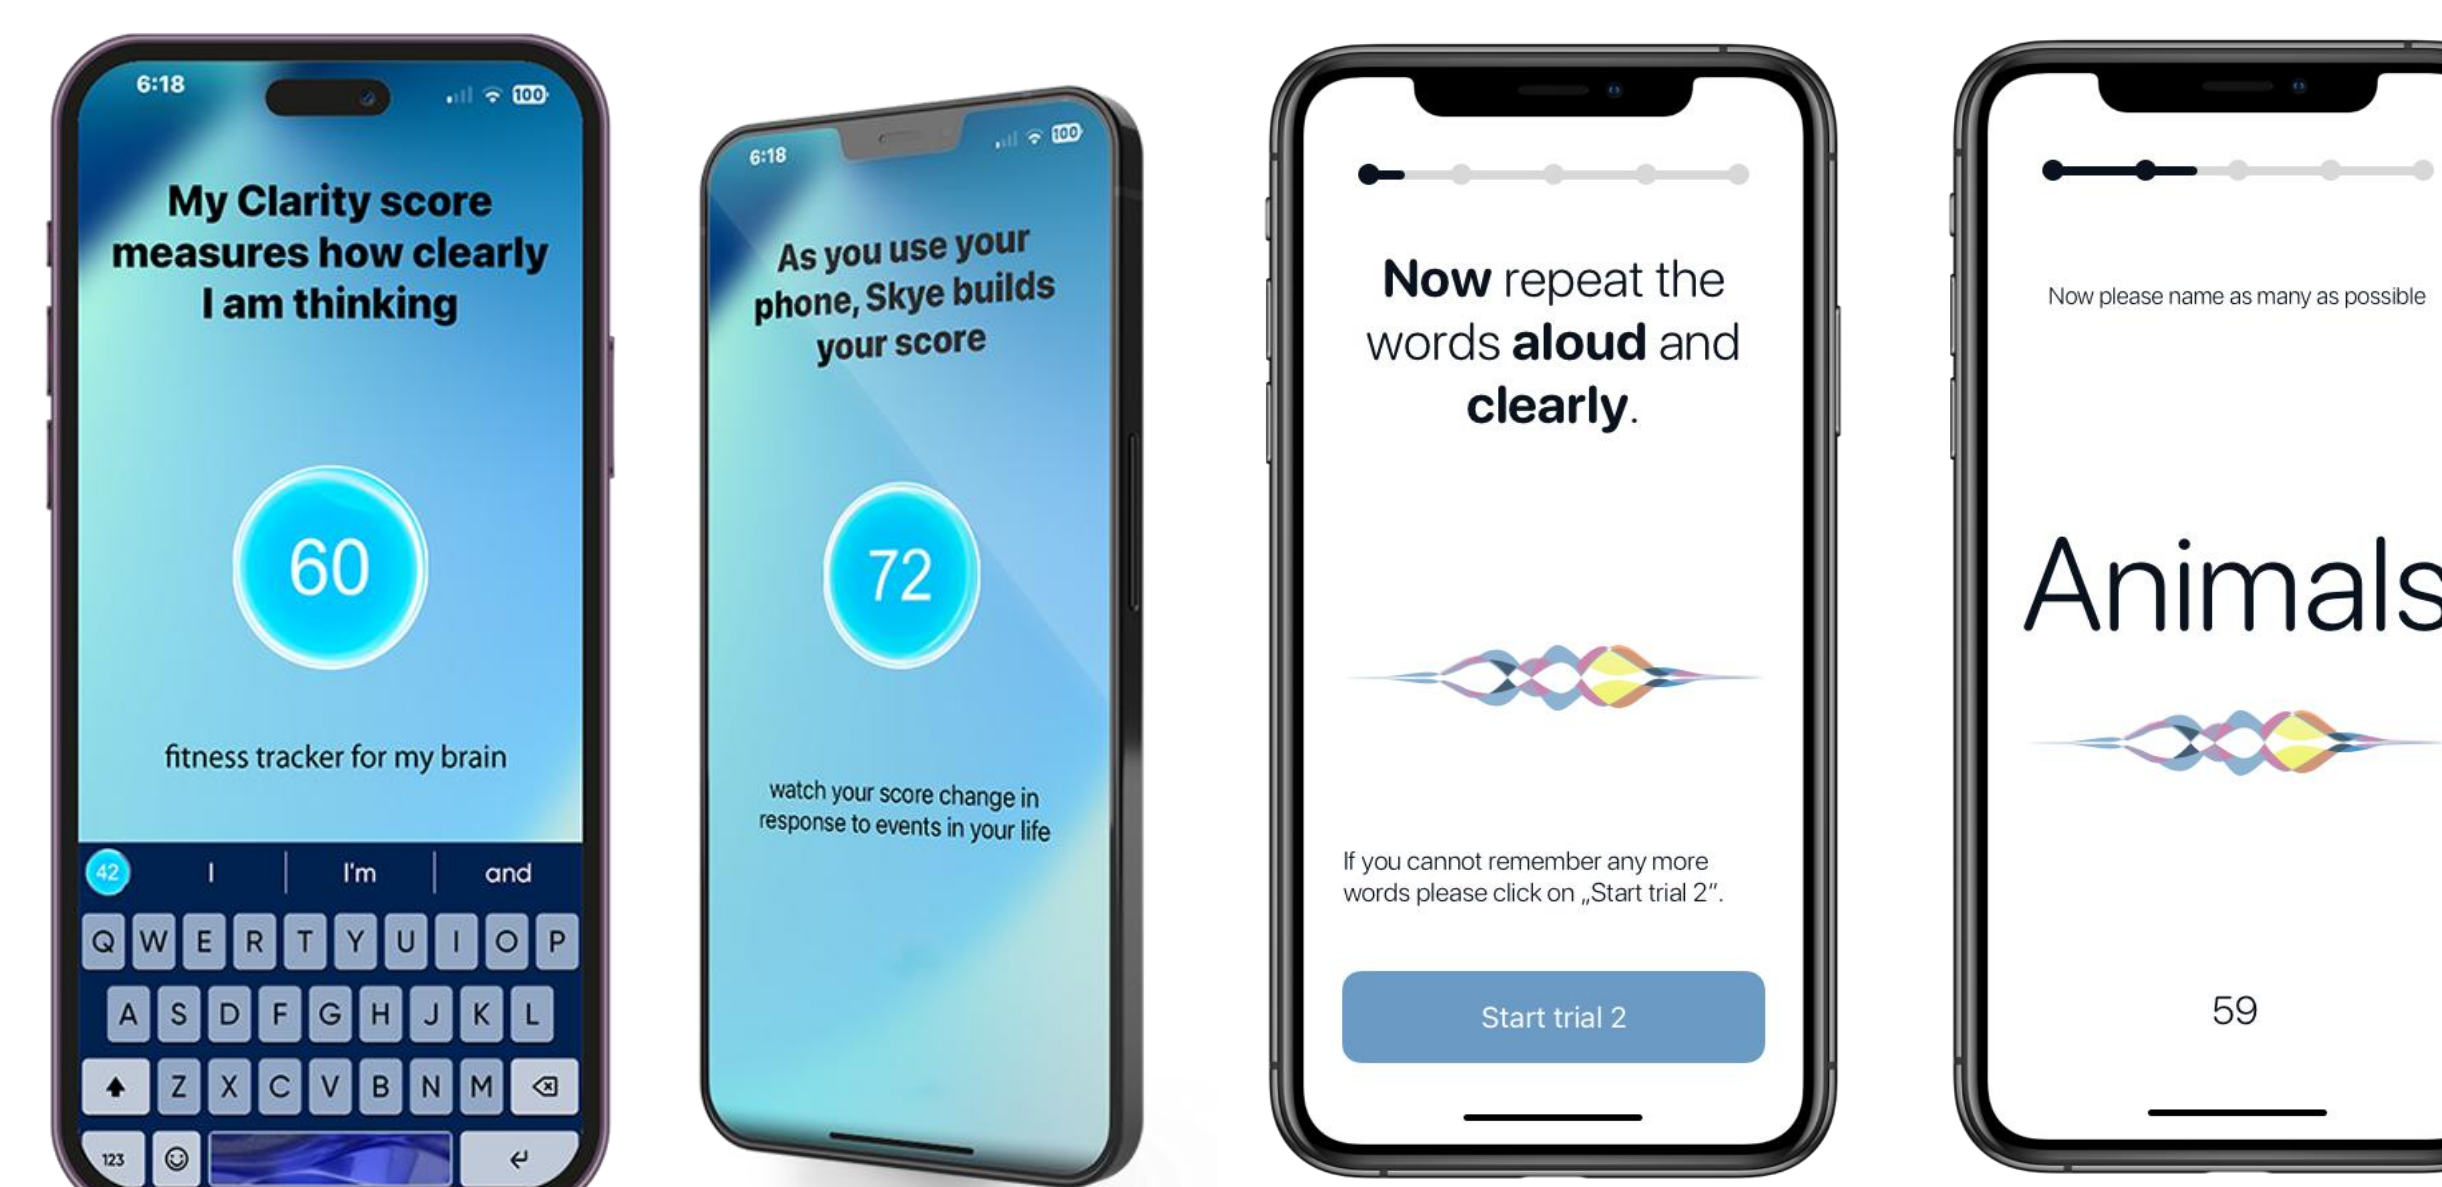 6:18
100
My Clarity score
measures how clearly
I am thinking
60
fitness tracker for my brain
42
I
I'm
and
Q W E R T Y U I O P
A S D F G H J K L
Z X C V B N M
123
6:18
100
As you use your
phone, Skye builds
your score
72
watch your score change in
response to events in your life
Now repeat the
words aloud and
clearly.
If you cannot remember any more
words please click on „Start trial 2“.
Start trial 2
Now please name as many as possible
Animals
59